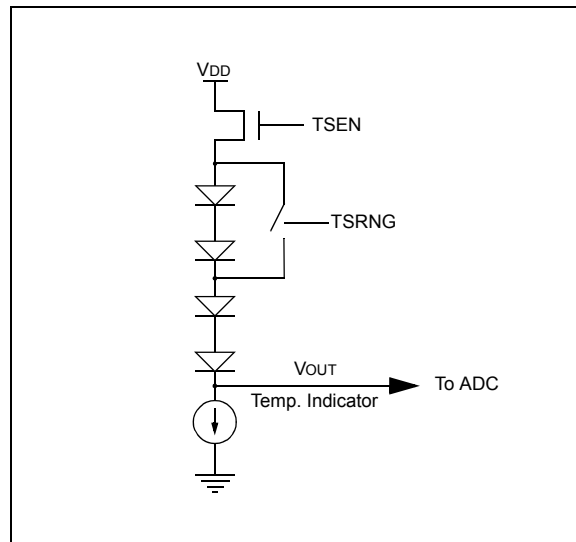 VDD
TSEN
TSRNG
VOUT
Temp. Indicator
To ADC